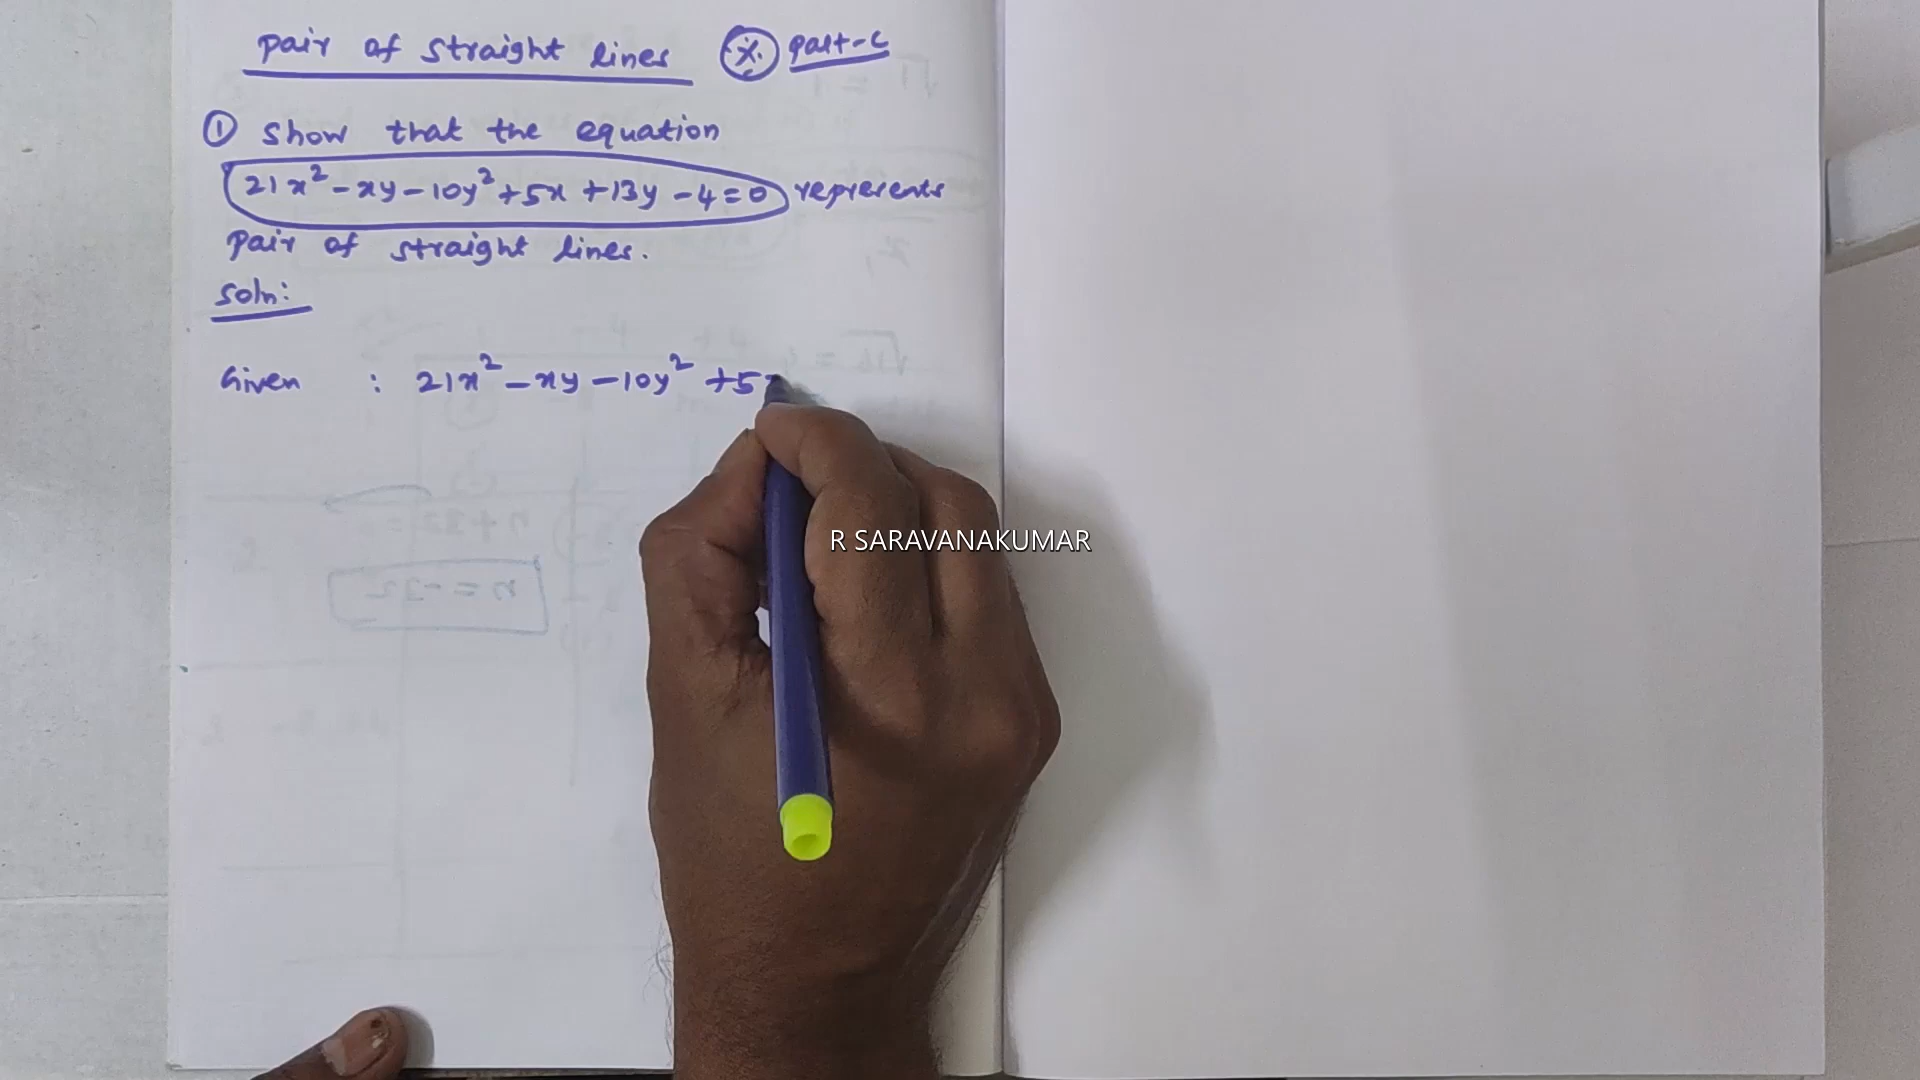 pair of straight lines (X) part-c
① Show that the equation
21x² - xy - 10y² + 5x + 13y - 4 = 0 represents
pair of straight lines.
Soln:
Given : 21x² - xy - 10y² + 5x
R SARAVANAKUMAR